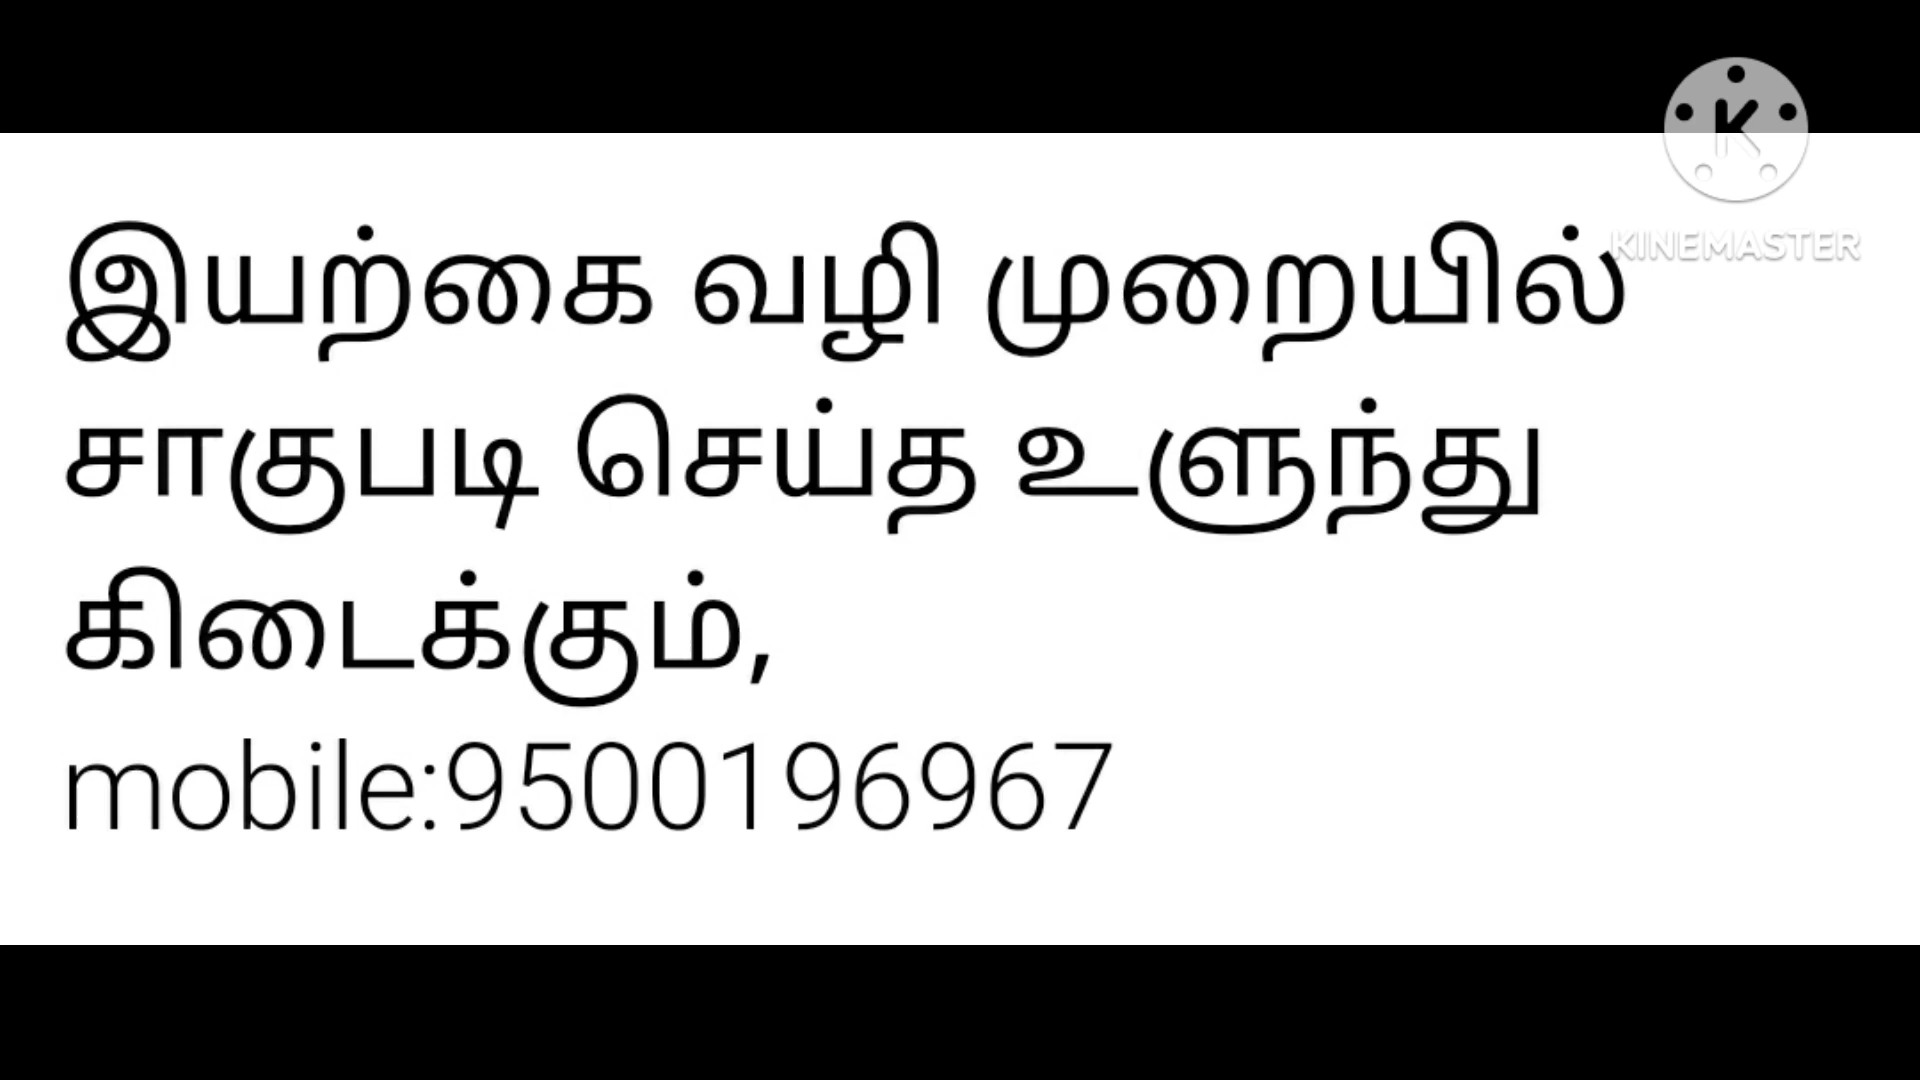 இயற்கை வழி முறையில்
சாகுபடி செய்த உளுந்து
கிடைக்கும்,
mobile:9500196967
KINEMASTER